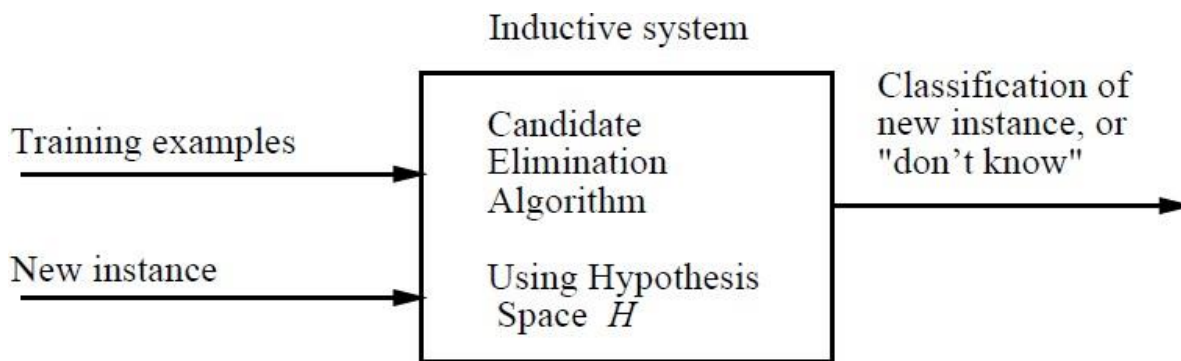 Inductive system
Training examples
New instance
Candidate
Elimination
Algorithm
Using Hypothesis
Space H
Classification of
new instance, or
"don't know"